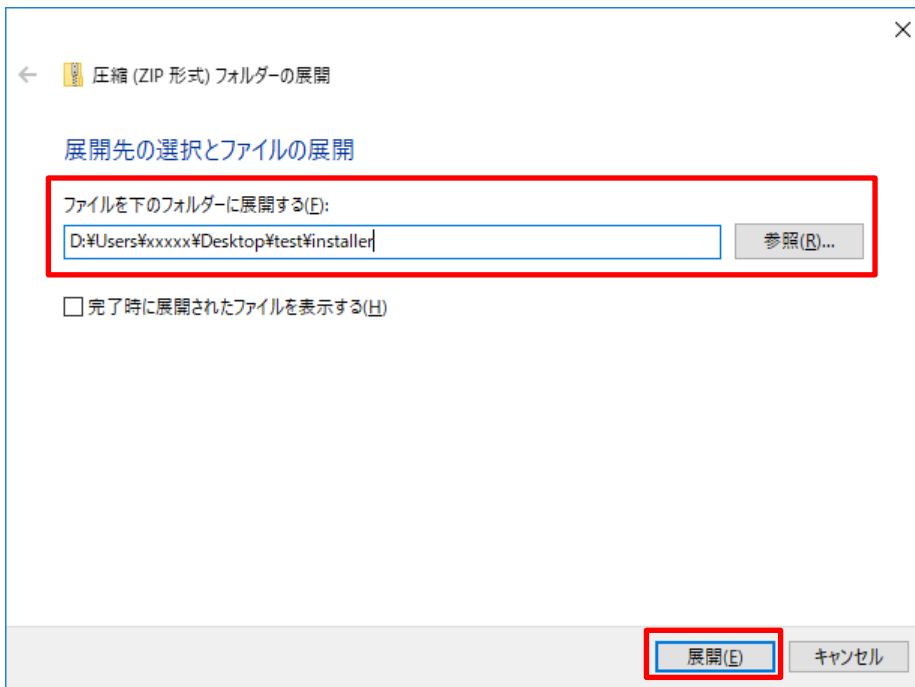 圧縮 (ZIP 形式) フォルダーの展開
展開先の選択とファイルの展開
ファイルを下のフォルダーに展開する(F):
D:¥Users¥xxxxx¥Desktop¥test¥installer
参照(R)...
完了時に展開されたファイルを表示する(H)
展開(E)
キャンセル